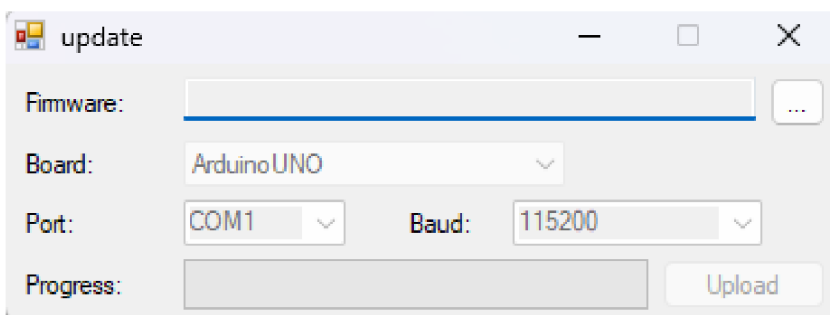 update
Firmware: ...
Board: ArduinoUNO
Port: COM1 Baud: 115200
Progress: Upload